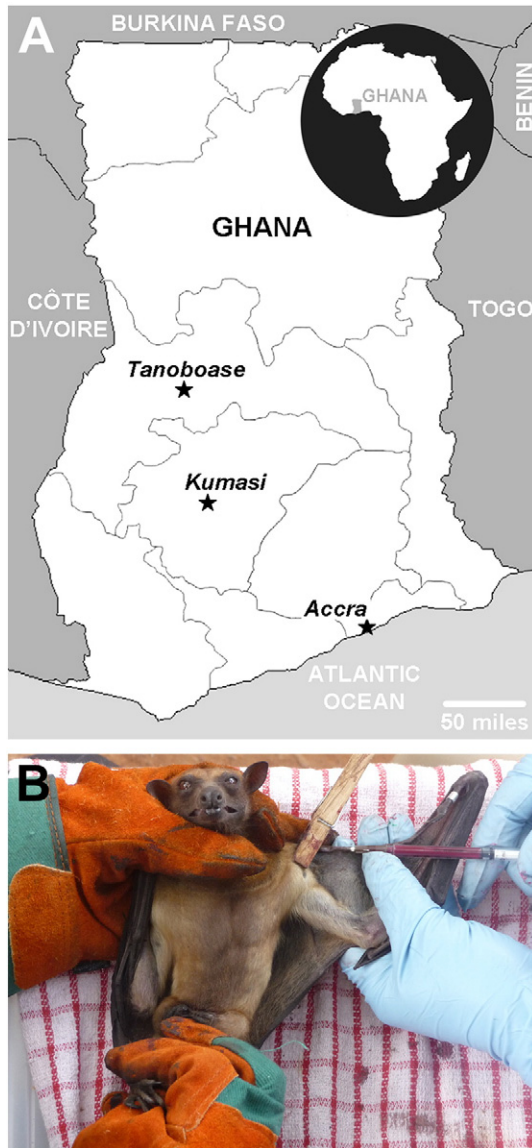 A
BURKINA FASO
GHANA
BENIN
GHANA
CÔTE
D'IVOIRE
TOGO
Tanoboase
Kumasi
Accra
ATLANTIC
OCEAN
50 miles
B